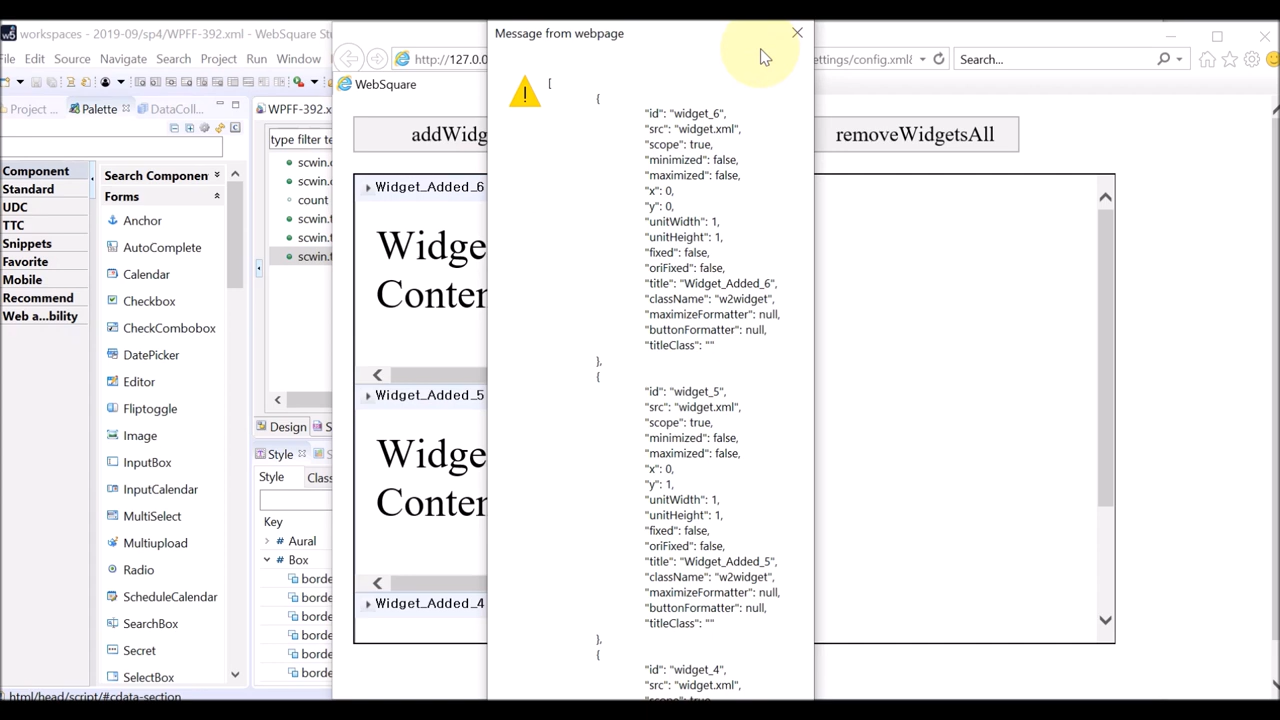 workspaces - 2019-09/sp4/WPFF-392.xml - WebSquare Stu
Edit Source Navigate Search Project Run Window
Project ... Palette DataColl...
WPFF-392.x
type filter te
Component
Standard
UDC
TTC
Snippets
Favorite
Mobile
Recommend
Web a...bility
Search Componen
Forms
Anchor
AutoComplete
Calendar
Checkbox
CheckCombobox
DatePicker
Editor
Fliptoggle
Image
InputBox
InputCalendar
MultiSelect
Multiupload
Radio
ScheduleCalendar
SearchBox
Secret
SelectBox
html/head/script/#cdata-section
scwin.
scwin.
count
scwin.t
scwin.t
scwin.t
Design
Style
Style Class
Key
Aural
Box
borde
borde
borde
borde
borde
borde
http://127.0.0
ettings/config.xml&
Search...
WebSquare
addWidg
removeWidgetsAll
Widget_Added_6
Widge
Conten
Widget_Added_5
Widge
Conten
Widget_Added_4
Message from webpage
[
{
"id": "widget_6",
"src": "widget.xml",
"scope": true,
"minimized": false,
"maximized": false,
"x": 0,
"y": 0,
"unitWidth": 1,
"unitHeight": 1,
"fixed": false,
"oriFixed": false,
"title": "Widget_Added_6",
"className": "w2widget",
"maximizeFormatter": null,
"buttonFormatter": null,
"titleClass": ""
},
{
"id": "widget_5",
"src": "widget.xml",
"scope": true,
"minimized": false,
"maximized": false,
"x": 0,
"y": 1,
"unitWidth": 1,
"unitHeight": 1,
"fixed": false,
"oriFixed": false,
"title": "Widget_Added_5",
"className": "w2widget",
"maximizeFormatter": null,
"buttonFormatter": null,
"titleClass": ""
},
{
"id": "widget_4",
"src": "widget.xml",
"scope": true,